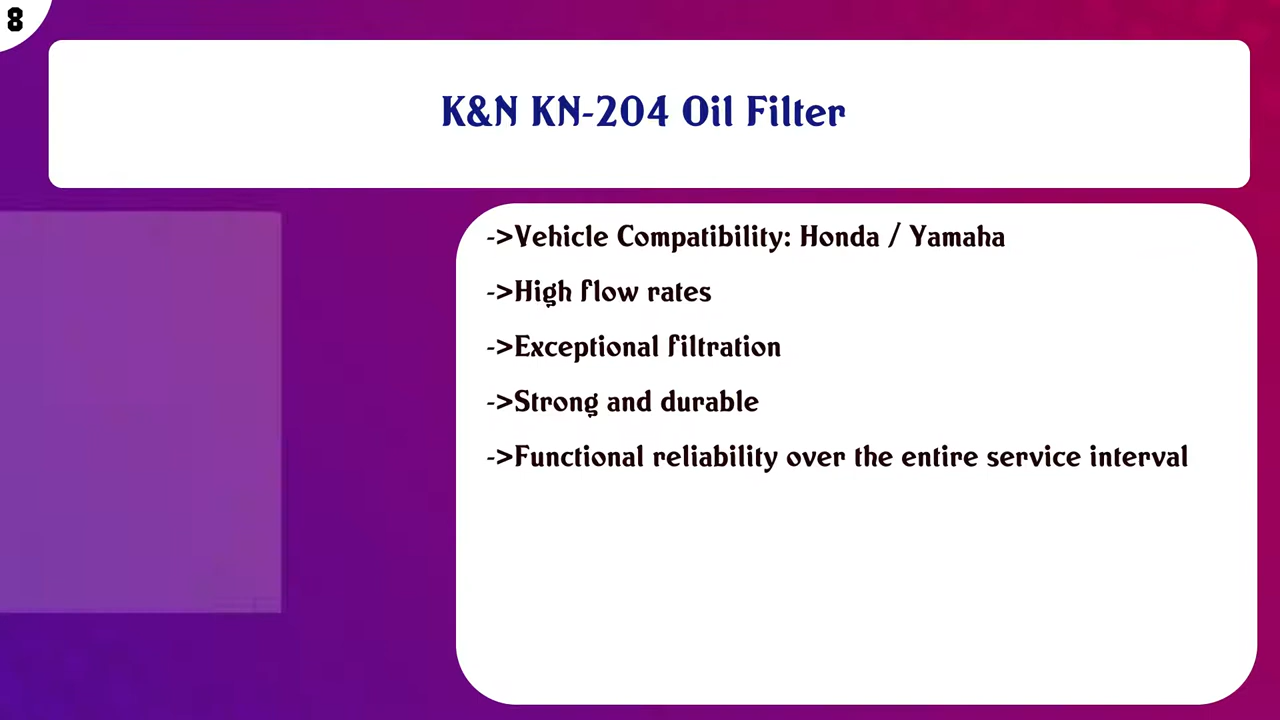 8
K&N KN-204 Oil Filter
->Vehicle Compatibility: Honda / Yamaha
->High flow rates
->Exceptional filtration
->Strong and durable
->Functional reliability over the entire service interval